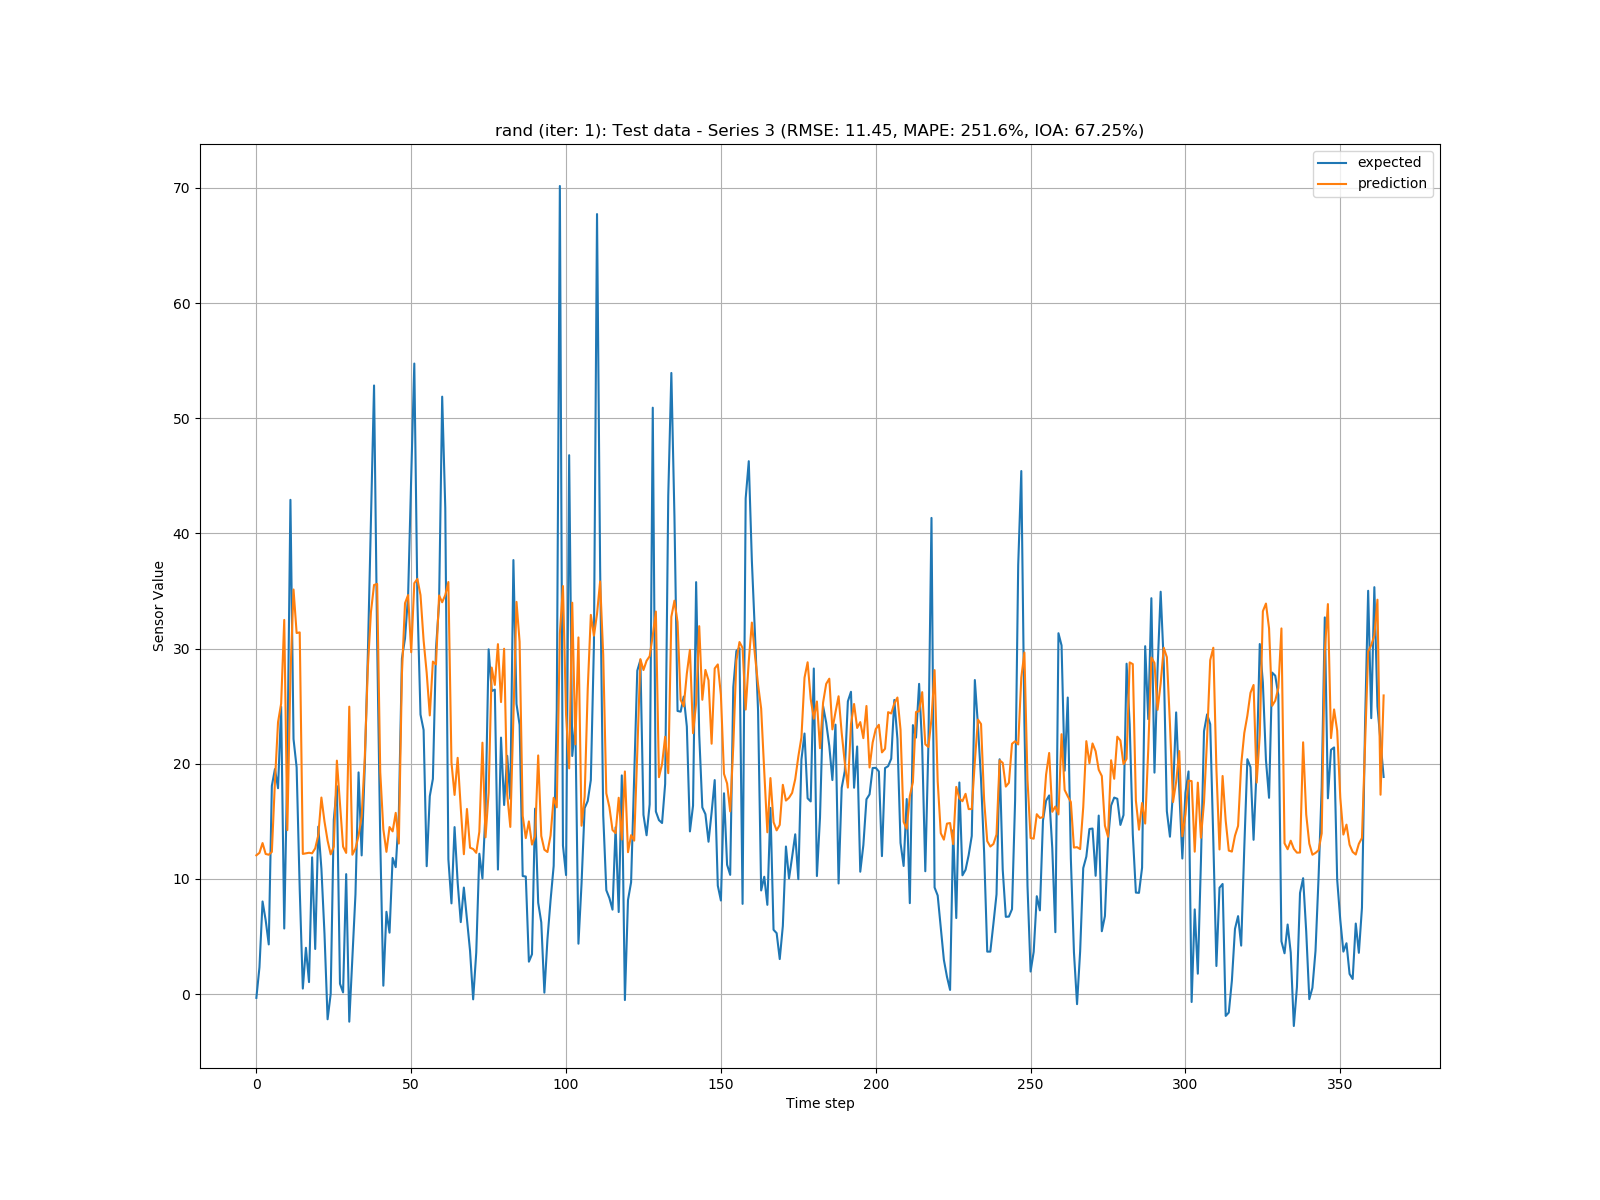 rand (iter: 1): Test data - Series 3 (RMSE: 11.45, MAPE: 251.6%, IOA: 67.25%)
expected
prediction
70
60
50
40
30
20
10
0
Sensor Value
0 50 100 150 200 250 300 350
Time step